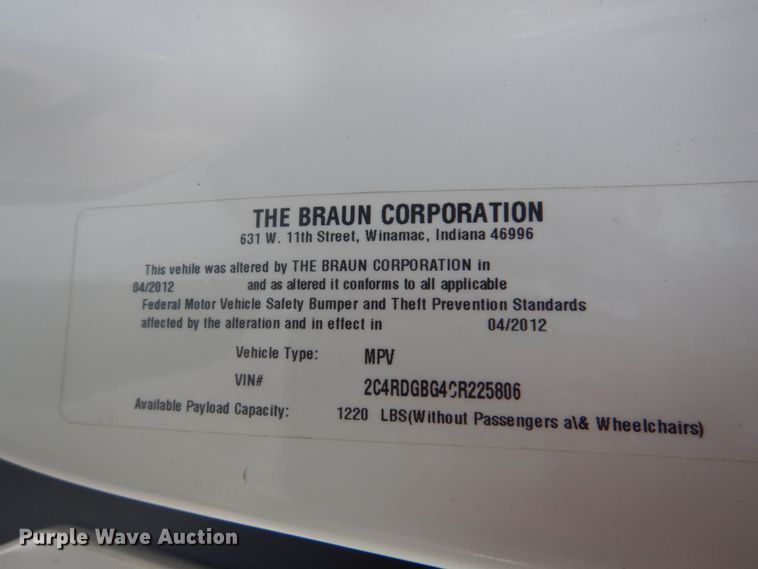 THE BRAUN CORPORATION
631 W. 11th Street, Winamac, Indiana 46996
This vehile was altered by THE BRAUN CORPORATION in
04/2012 and as altered it conforms to all applicable
Federal Motor Vehicle Safety Bumper and Theft Prevention Standards
affected by the alteration and in effect in 04/2012
Vehicle Type: MPV
VIN# 2C4RDGBG4CR225806
Available Payload Capacity: 1220 LBS(Without Passengers a\& Wheelchairs)
Purple Wave Auction